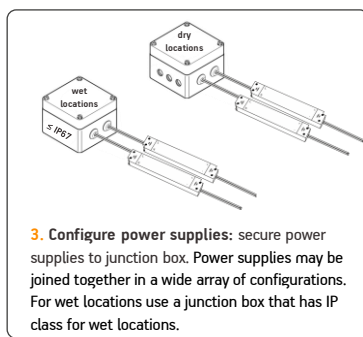 dry
locations
wet
locations
≤ IP67
3. Configure power supplies: secure power
supplies to junction box. Power supplies may be
joined together in a wide array of configurations.
For wet locations use a junction box that has IP
class for wet locations.